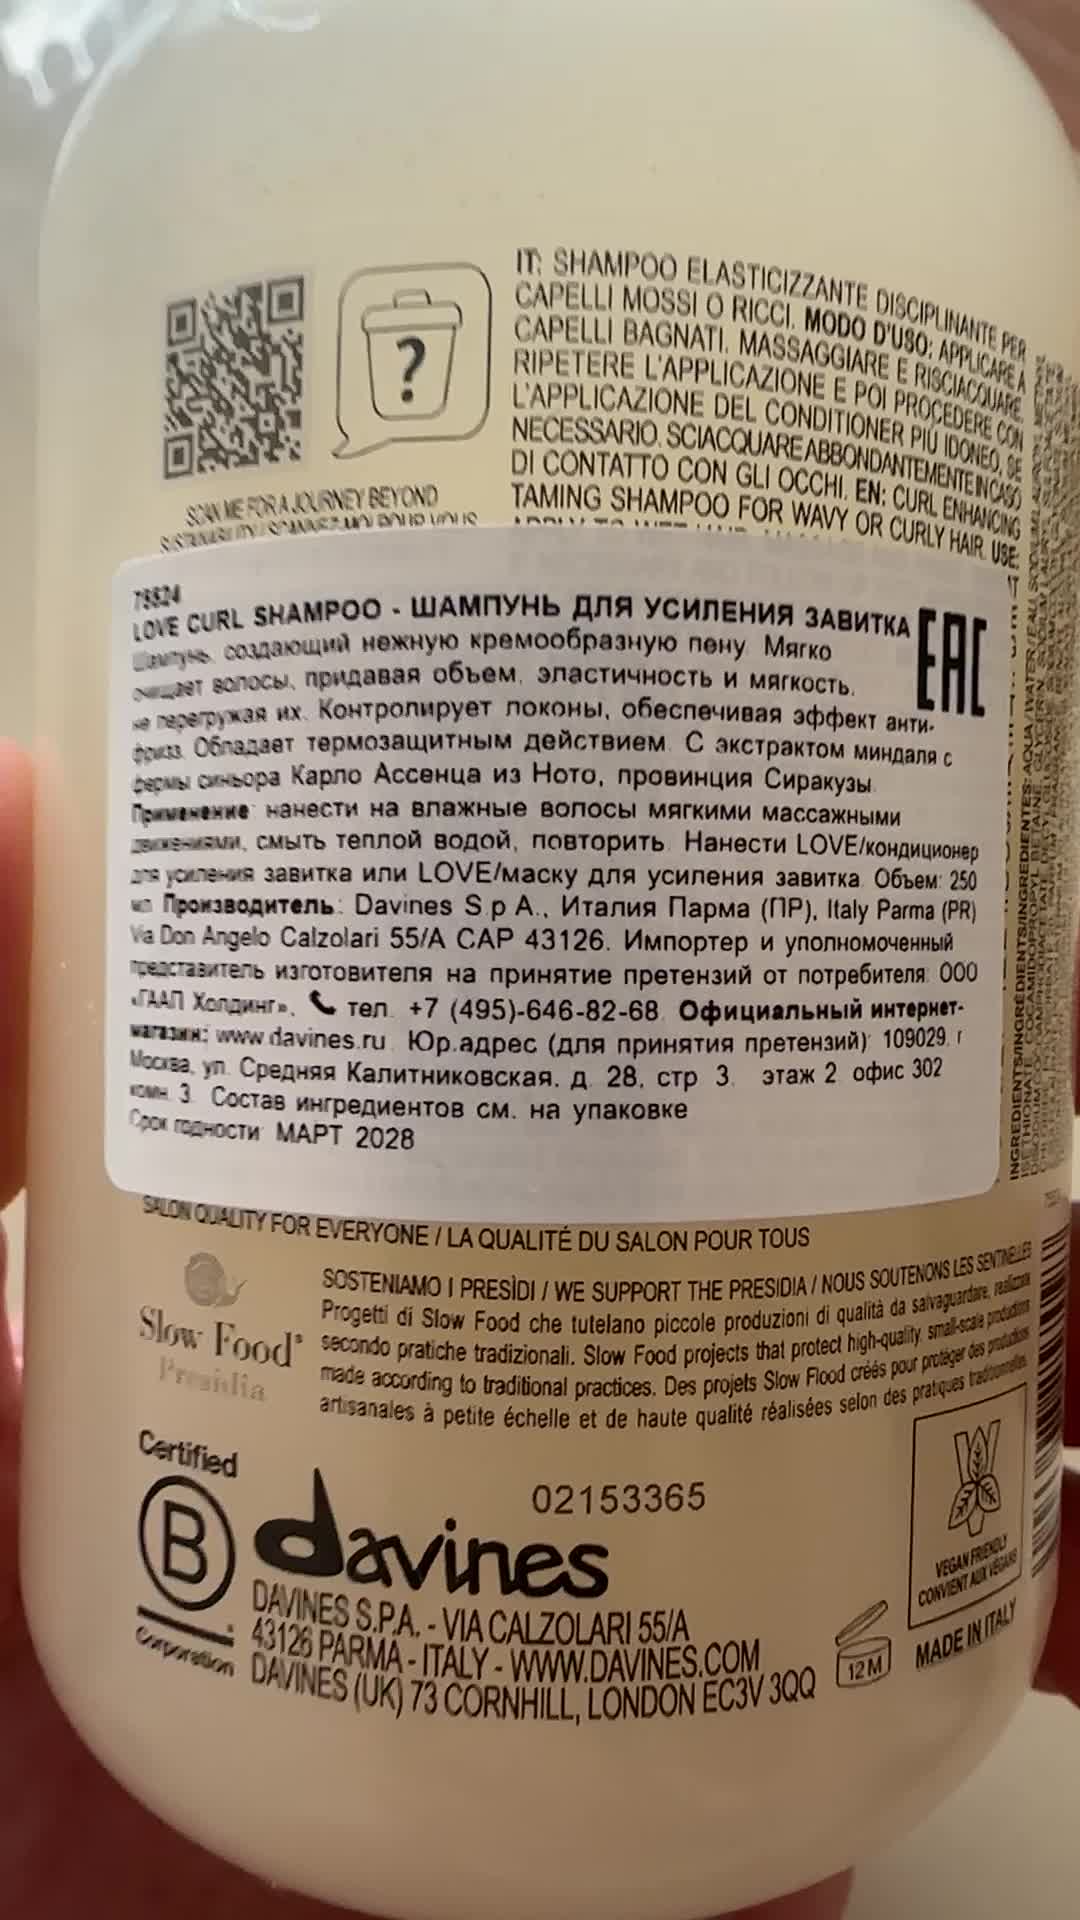 IT: SHAMPOO ELASTICIZZANTE DISCIPLINANTE PER
CAPELLI MOSSI O RICCI. MODO D'USO: APPLICARE A
CAPELLI BAGNATI. MASSAGGIARE E RISCIACQUARE.
RIPETERE L'APPLICAZIONE E POI PROCEDERE CON
L'APPLICAZIONE DEL CONDITIONER PIÙ IDONEO, SE
NECESSARIO. SCIACQUARE ABBONDANTEMENTE IN CASO
DI CONTATTO CON GLI OCCHI. EN: CURL ENHANCING
TAMING SHAMPOO FOR WAVY OR CURLY HAIR. USE:
?
SCAN ME FOR A JOURNEY BEYOND
SUSTAINABILITY / SCANNEZ-MOI POUR VOUS
78824
LOVE CURL SHAMPOO - ШАМПУНЬ ДЛЯ УСИЛЕНИЯ ЗАВИТКА
Шампунь, создающий нежную кремообразную пену. Мягко
очищает волосы, придавая объем, эластичность и мягкость,
не перегружая их. Контролирует локоны, обеспечивая эффект анти-
фризз. Обладает термозащитным действием. С экстрактом миндаля с
фермы синьора Карло Ассенца из Ното, провинция Сиракузы.
Применение: нанести на влажные волосы мягкими массажными
движениями, смыть теплой водой, повторить. Нанести LOVE/кондиционер
для усиления завитка или LOVE/маску для усиления завитка. Объем: 250
мл. Производитель: Davines S.p.A., Италия Парма (ПР), Italy Parma (PR)
Via Don Angelo Calzolari 55/A CAP 43126. Импортер и уполномоченный
представитель изготовителя на принятие претензий от потребителя: ООО
«ГААП Холдинг», тел. +7 (495)-646-82-68. Официальный интернет-
магазин: www.davines.ru. Юр.адрес (для принятия претензий): 109029, г.
Москва, ул. Средняя Калитниковская, д. 28, стр. 3, этаж 2 офис 302
комн. 3. Состав ингредиентов см. на упаковке
Срок годности: МАРТ 2028
EAC
INGREDIENTS/INGRÉDIENTS/INGREDIENTES: AQUA/WATER/EAU,
SALON QUALITY FOR EVERYONE / LA QUALITÉ DU SALON POUR TOUS
Slow Food®
Presidia
SOSTENIAMO I PRESÌDI / WE SUPPORT THE PRESIDIA / NOUS SOUTENONS LES SENTINELLES
Progetti di Slow Food che tutelano piccole produzioni di qualità da salvaguardare, realizzate
secondo pratiche tradizionali. Slow Food projects that protect high-quality, small-scale productions
made according to traditional practices. Des projets Slow Flood créés pour protéger des productions
artisanales à petite échelle et de haute qualité réalisées selon des pratiques traditionnelles.
Certified
B
Corporation
02153365
davines
DAVINES S.P.A. - VIA CALZOLARI 55/A
43126 PARMA - ITALY - WWW.DAVINES.COM
DAVINES (UK) 73 CORNHILL, LONDON EC3V 3QQ
12M
VEGAN FRIENDLY
CONVIENT AUX VÉGANS
MADE IN ITALY